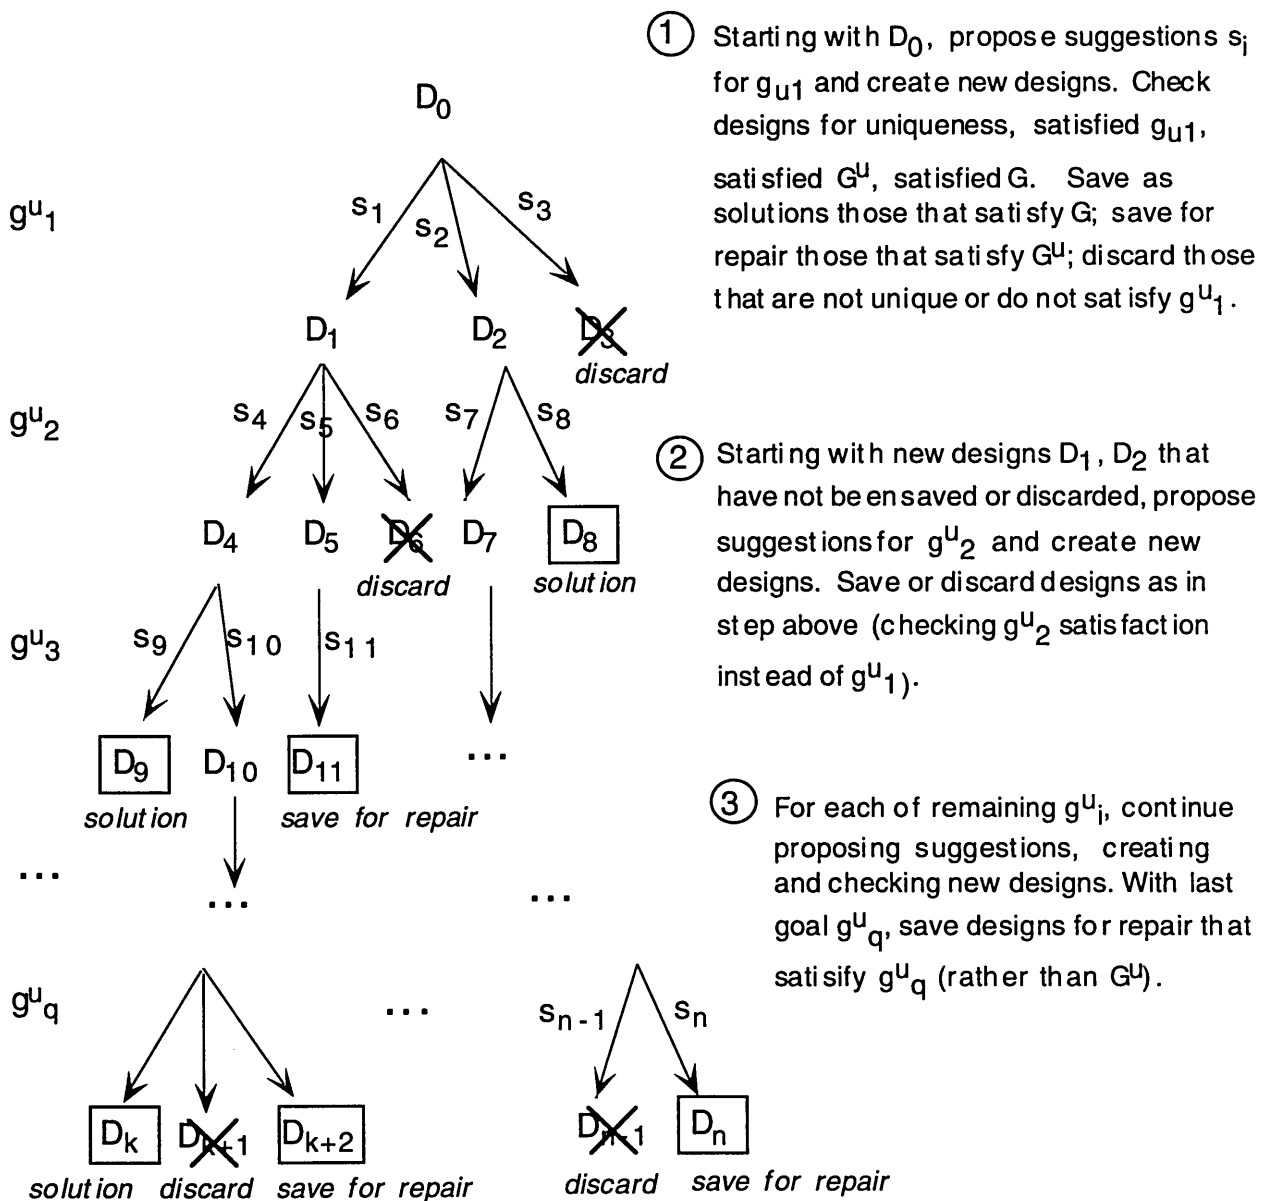 ① Starting with D₀, propose suggestions sᵢ
for gᵤ₁ and create new designs. Check
designs for uniqueness, satisfied gᵤ₁,
satisfied Gᵘ, satisfied G. Save as
solutions those that satisfy G; save for
repair those that satisfy Gᵘ; discard those
that are not unique or do not satisfy gᵘ₁.
D₀
gᵘ₁
s₁ s₂ s₃
D₁ D₂ D₃
discard
gᵘ₂
s₄ s₅ s₆ s₇ s₈
② Starting with new designs D₁, D₂ that
have not been saved or discarded, propose
suggestions for gᵘ₂ and create new
designs. Save or discard designs as in
step above (checking gᵘ₂ satisfaction
instead of gᵘ₁).
D₄ D₅ D₆ D₇ D₈
discard solution
gᵘ₃
s₉ s₁₀ s₁₁
D₉ D₁₀ D₁₁ ...
solution save for repair
③ For each of remaining gᵘᵢ, continue
proposing suggestions, creating
and checking new designs. With last
goal gᵘq, save designs for repair that
satisify gᵘq (rather than Gᵘ).
...
... ...
gᵘq
... sₙ₋₁ sₙ
Dₖ Dₖ₊₁ Dₖ₊₂ Dₙ₋₁ Dₙ
solution discard save for repair discard save for repair